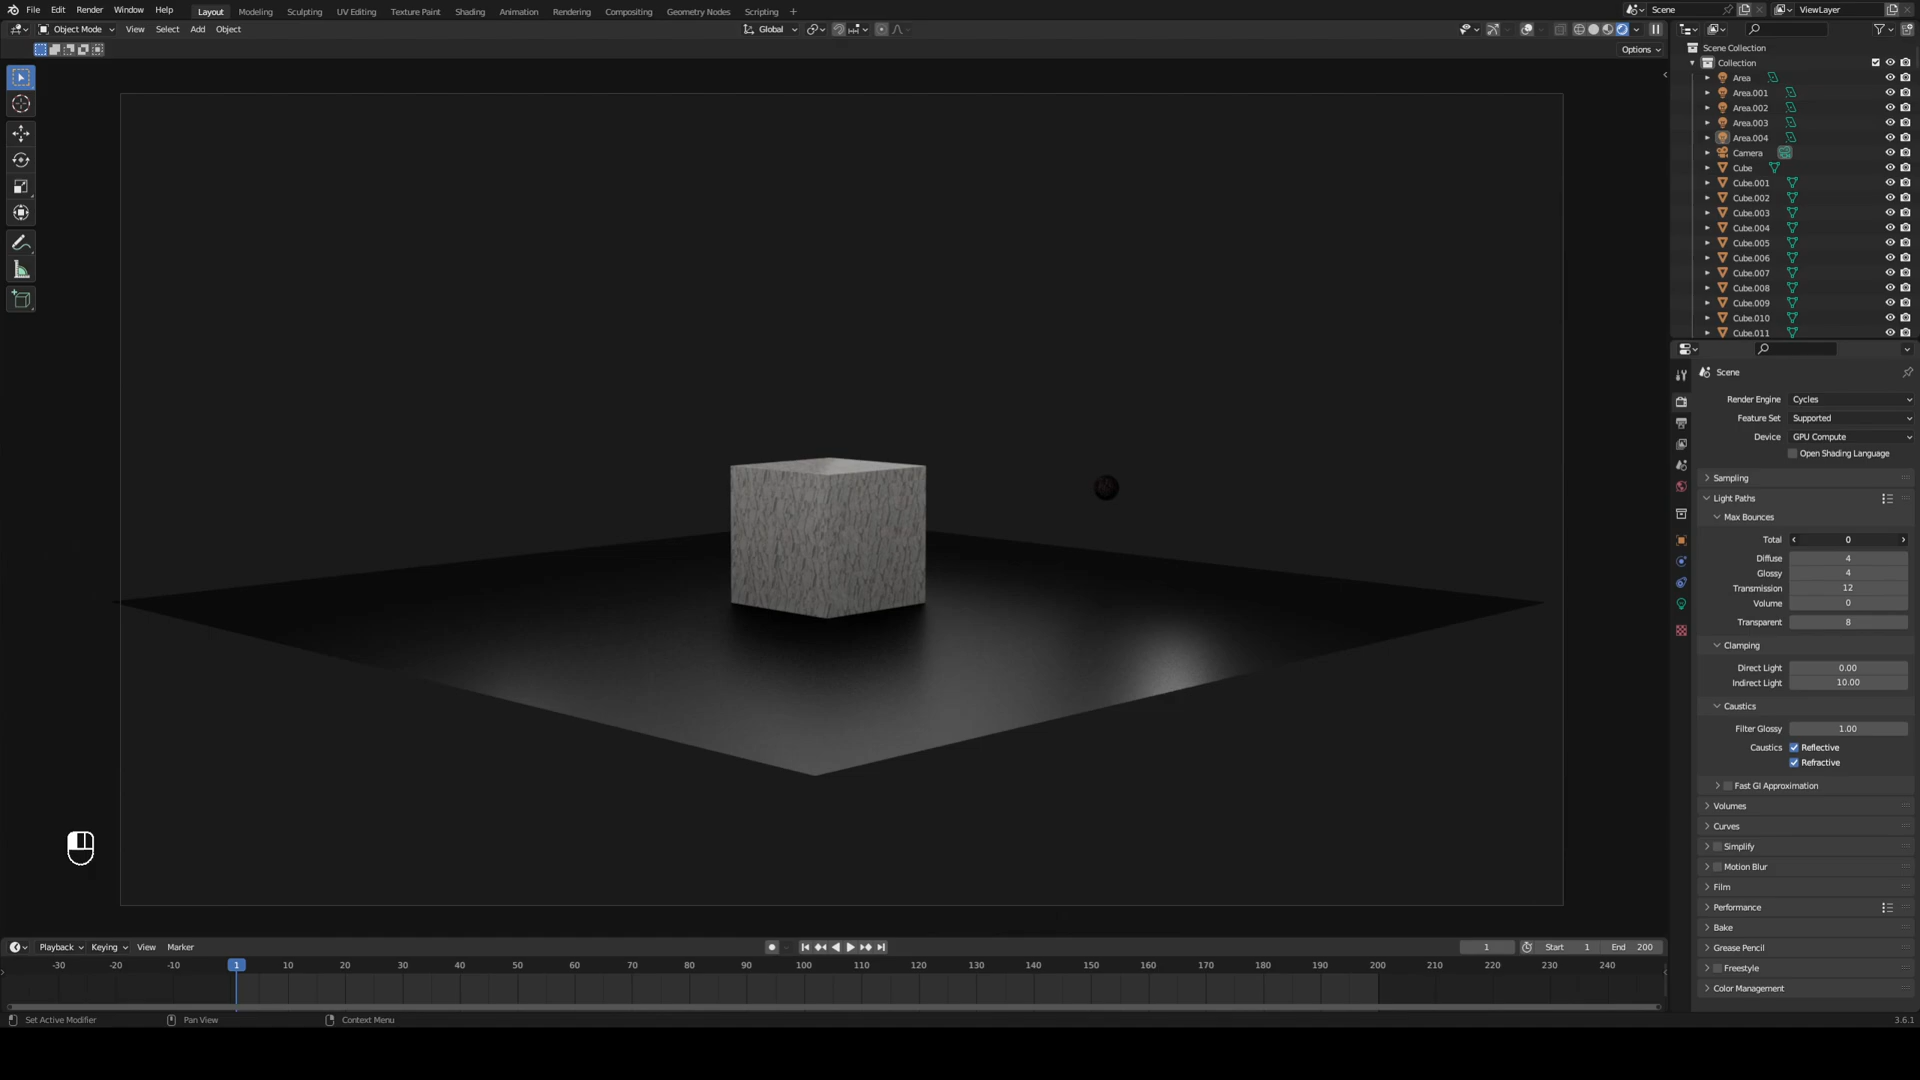 File Edit Render Window Help Layout Modeling Sculpting UV Editing Texture Paint Shading Animation Rendering Compositing Geometry Nodes Scripting + Scene ViewLayer
Object Mode View Select Add Object Global
Options
Scene Collection
Collection
Area
Area.001
Area.002
Area.003
Area.004
Camera
Cube
Cube.001
Cube.002
Cube.003
Cube.004
Cube.005
Cube.006
Cube.007
Cube.008
Cube.009
Cube.010
Cube.011
Scene
Render Engine Cycles
Feature Set Supported
Device GPU Compute
Open Shading Language
Sampling
Light Paths
Max Bounces
Total 0
Diffuse 4
Glossy 4
Transmission 12
Volume 0
Transparent 8
Clamping
Direct Light 0.00
Indirect Light 10.00
Caustics
Filter Glossy 1.00
Caustics Reflective
Refractive
Fast GI Approximation
Volumes
Curves
Simplify
Motion Blur
Film
Performance
Bake
Grease Pencil
Freestyle
Color Management
Playback Keying View Marker 1 Start 1 End 200
-30 -20 -10 1 10 20 30 40 50 60 70 80 90 100 110 120 130 140 150 160 170 180 190 200 210 220 230 240
Set Active Modifier Pan View Context Menu 3.6.1